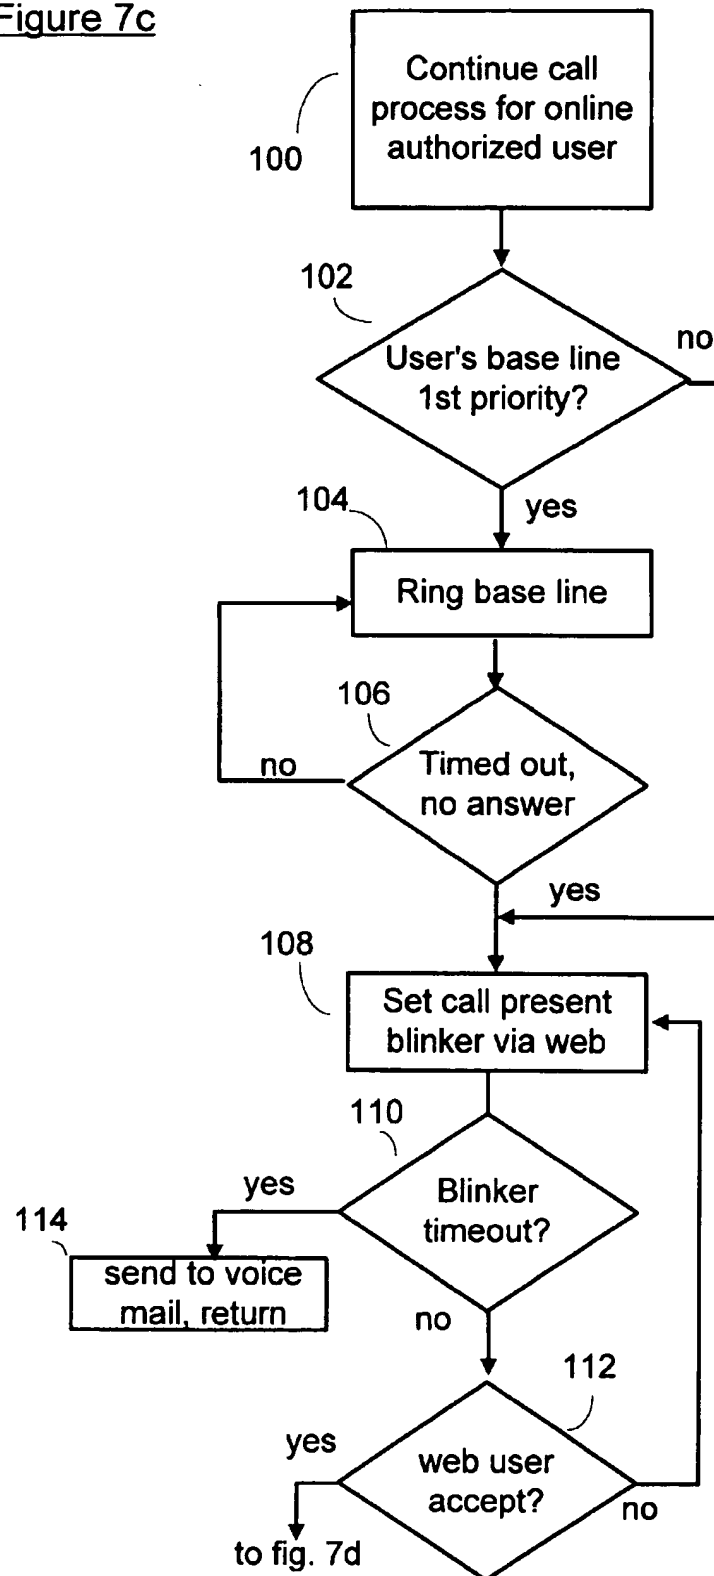 Figure 7c
Continue call
process for online
authorized user
100
102
User's base line
1st priority?
no
yes
104
Ring base line
106
Timed out,
no answer
no
yes
108
Set call present
blinker via web
110
Blinker
timeout?
yes
114
send to voice
mail, return
no
112
web user
accept?
yes
no
to fig. 7d